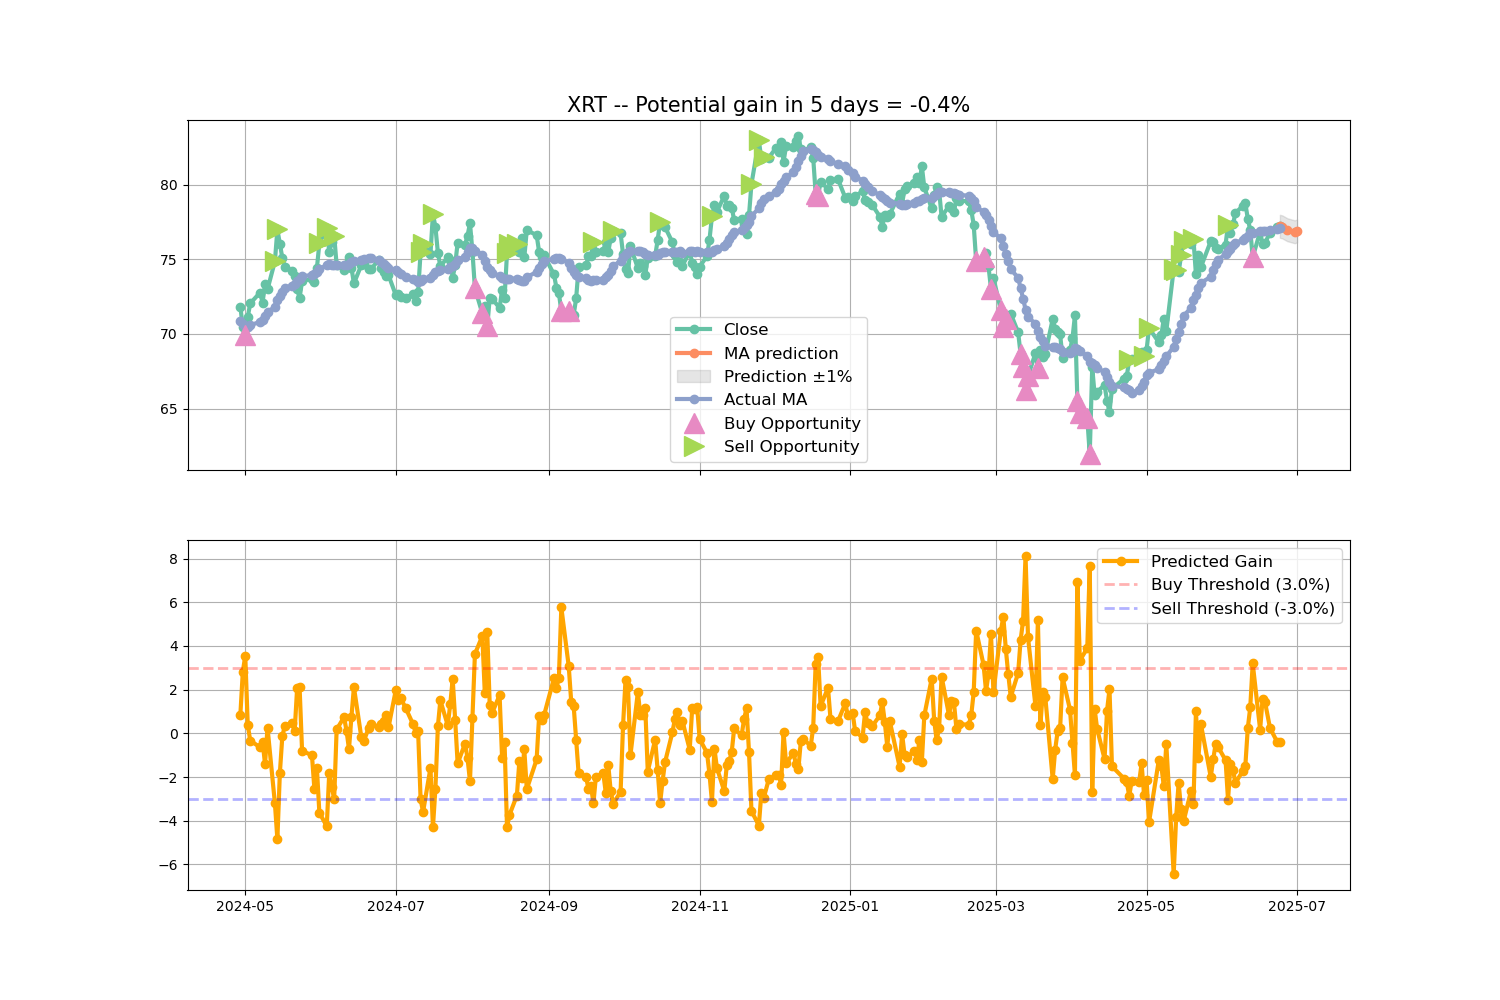 XRT -- Potential gain in 5 days = -0.4%
80
75
70
65
Close
MA prediction
Prediction ±1%
Actual MA
Buy Opportunity
Sell Opportunity
8
6
4
2
0
−2
−4
−6
Predicted Gain
Buy Threshold (3.0%)
Sell Threshold (-3.0%)
2024-05
2024-07
2024-09
2024-11
2025-01
2025-03
2025-05
2025-07